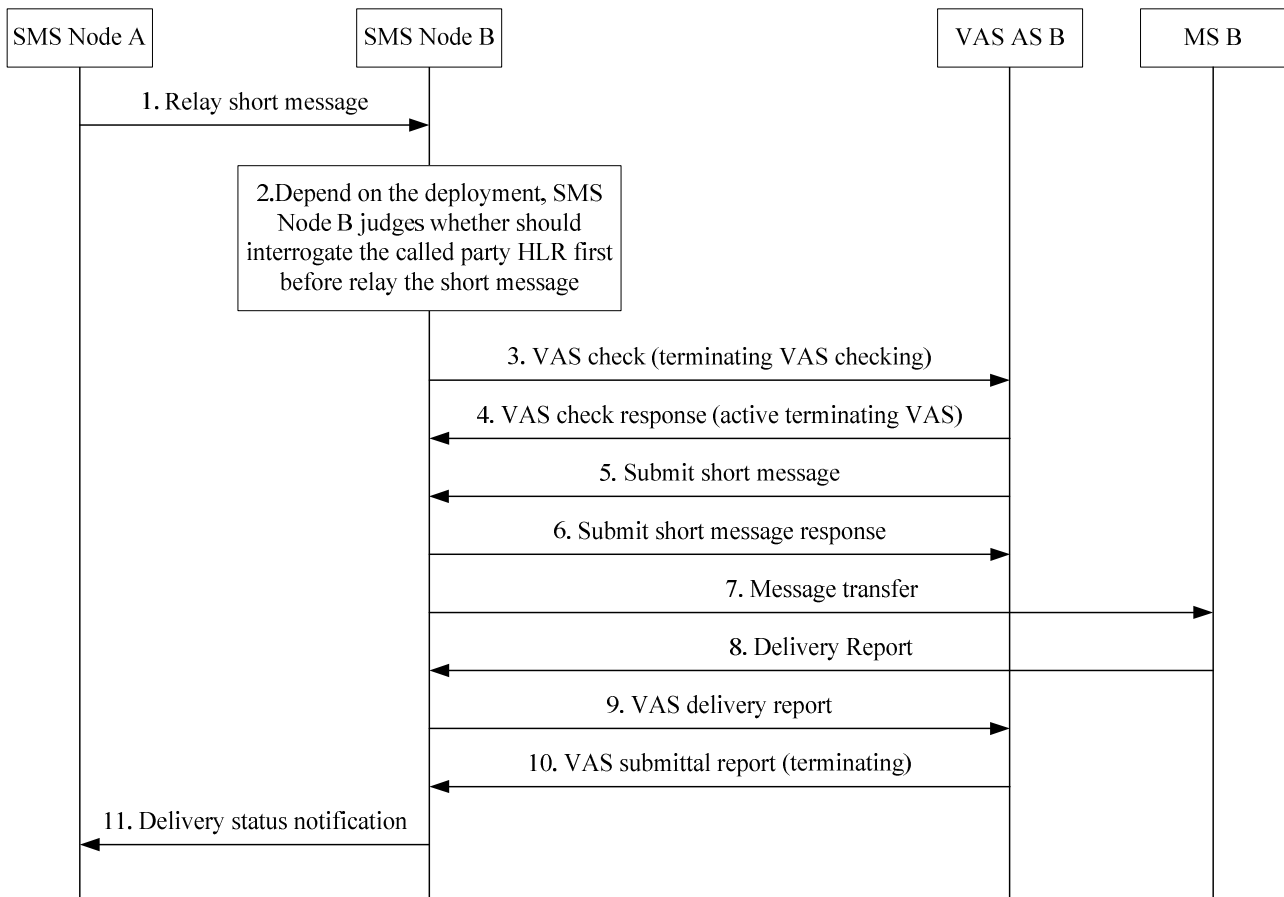 SMS Node A
SMS Node B
VAS AS B
MS B
1. Relay short message
2.Depend on the deployment, SMS
Node B judges whether should
interrogate the called party HLR first
before relay the short message
3. VAS check (terminating VAS checking)
4. VAS check response (active terminating VAS)
5. Submit short message
6. Submit short message response
7. Message transfer
8. Delivery Report
9. VAS delivery report
10. VAS submittal report (terminating)
11. Delivery status notification